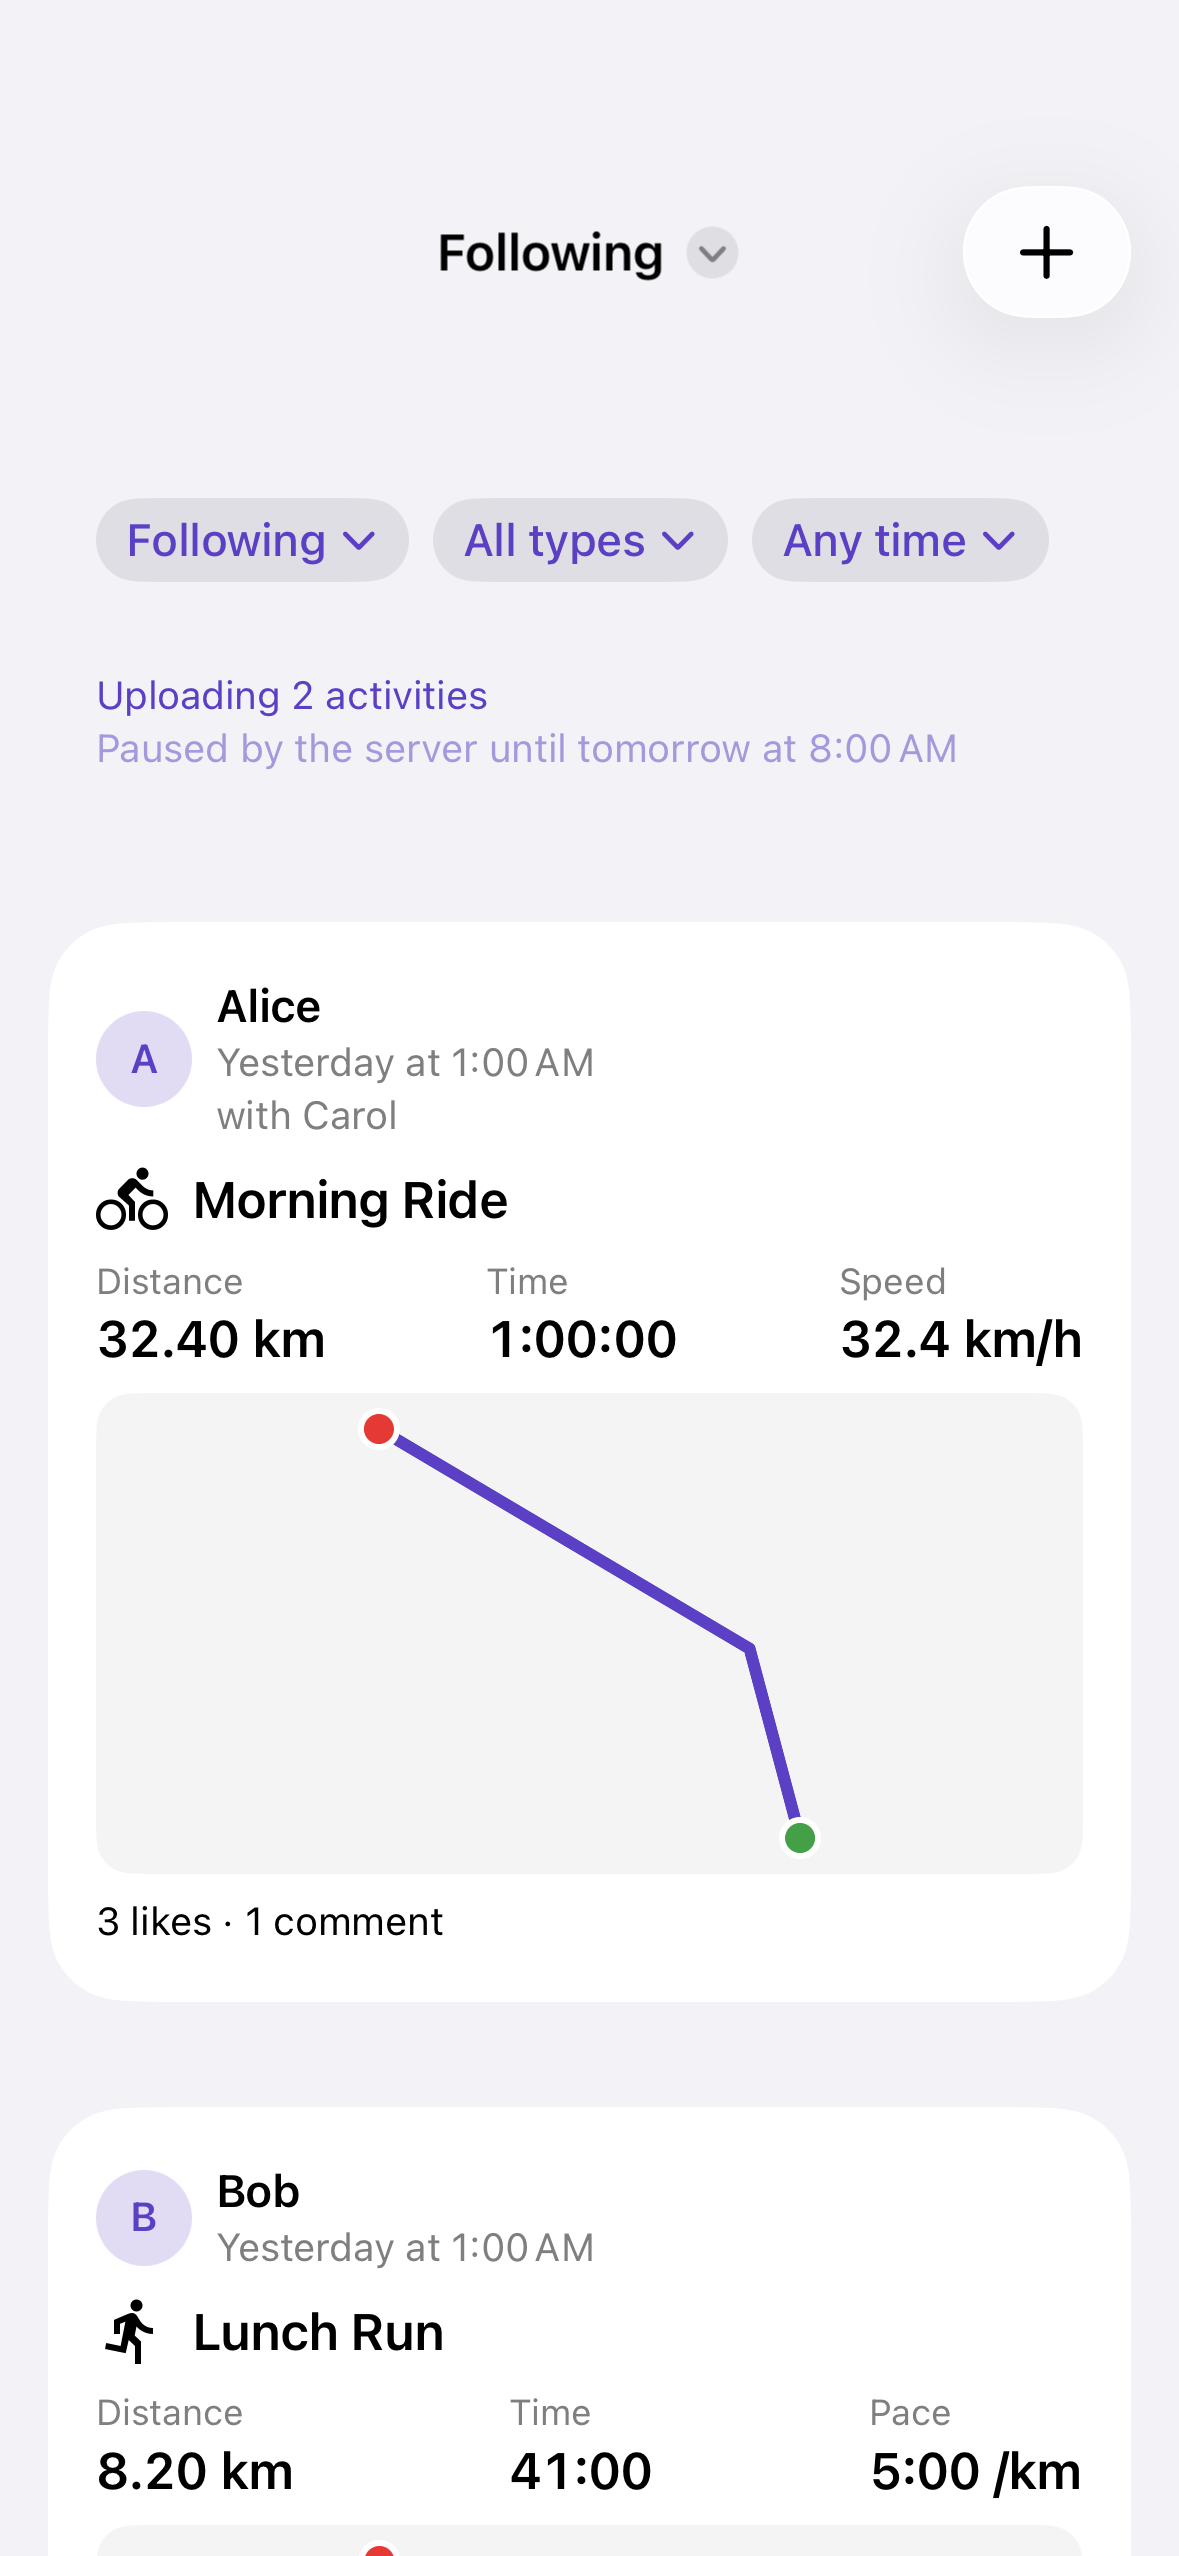 Following
Following
All types
Any time
Uploading 2 activities
Paused by the server until tomorrow at 8:00 AM
A
Alice
Yesterday at 1:00 AM
with Carol
Morning Ride
Distance Time Speed
32.40 km 1:00:00 32.4 km/h
3 likes · 1 comment
B
Bob
Yesterday at 1:00 AM
Lunch Run
Distance Time Pace
8.20 km 41:00 5:00 /km